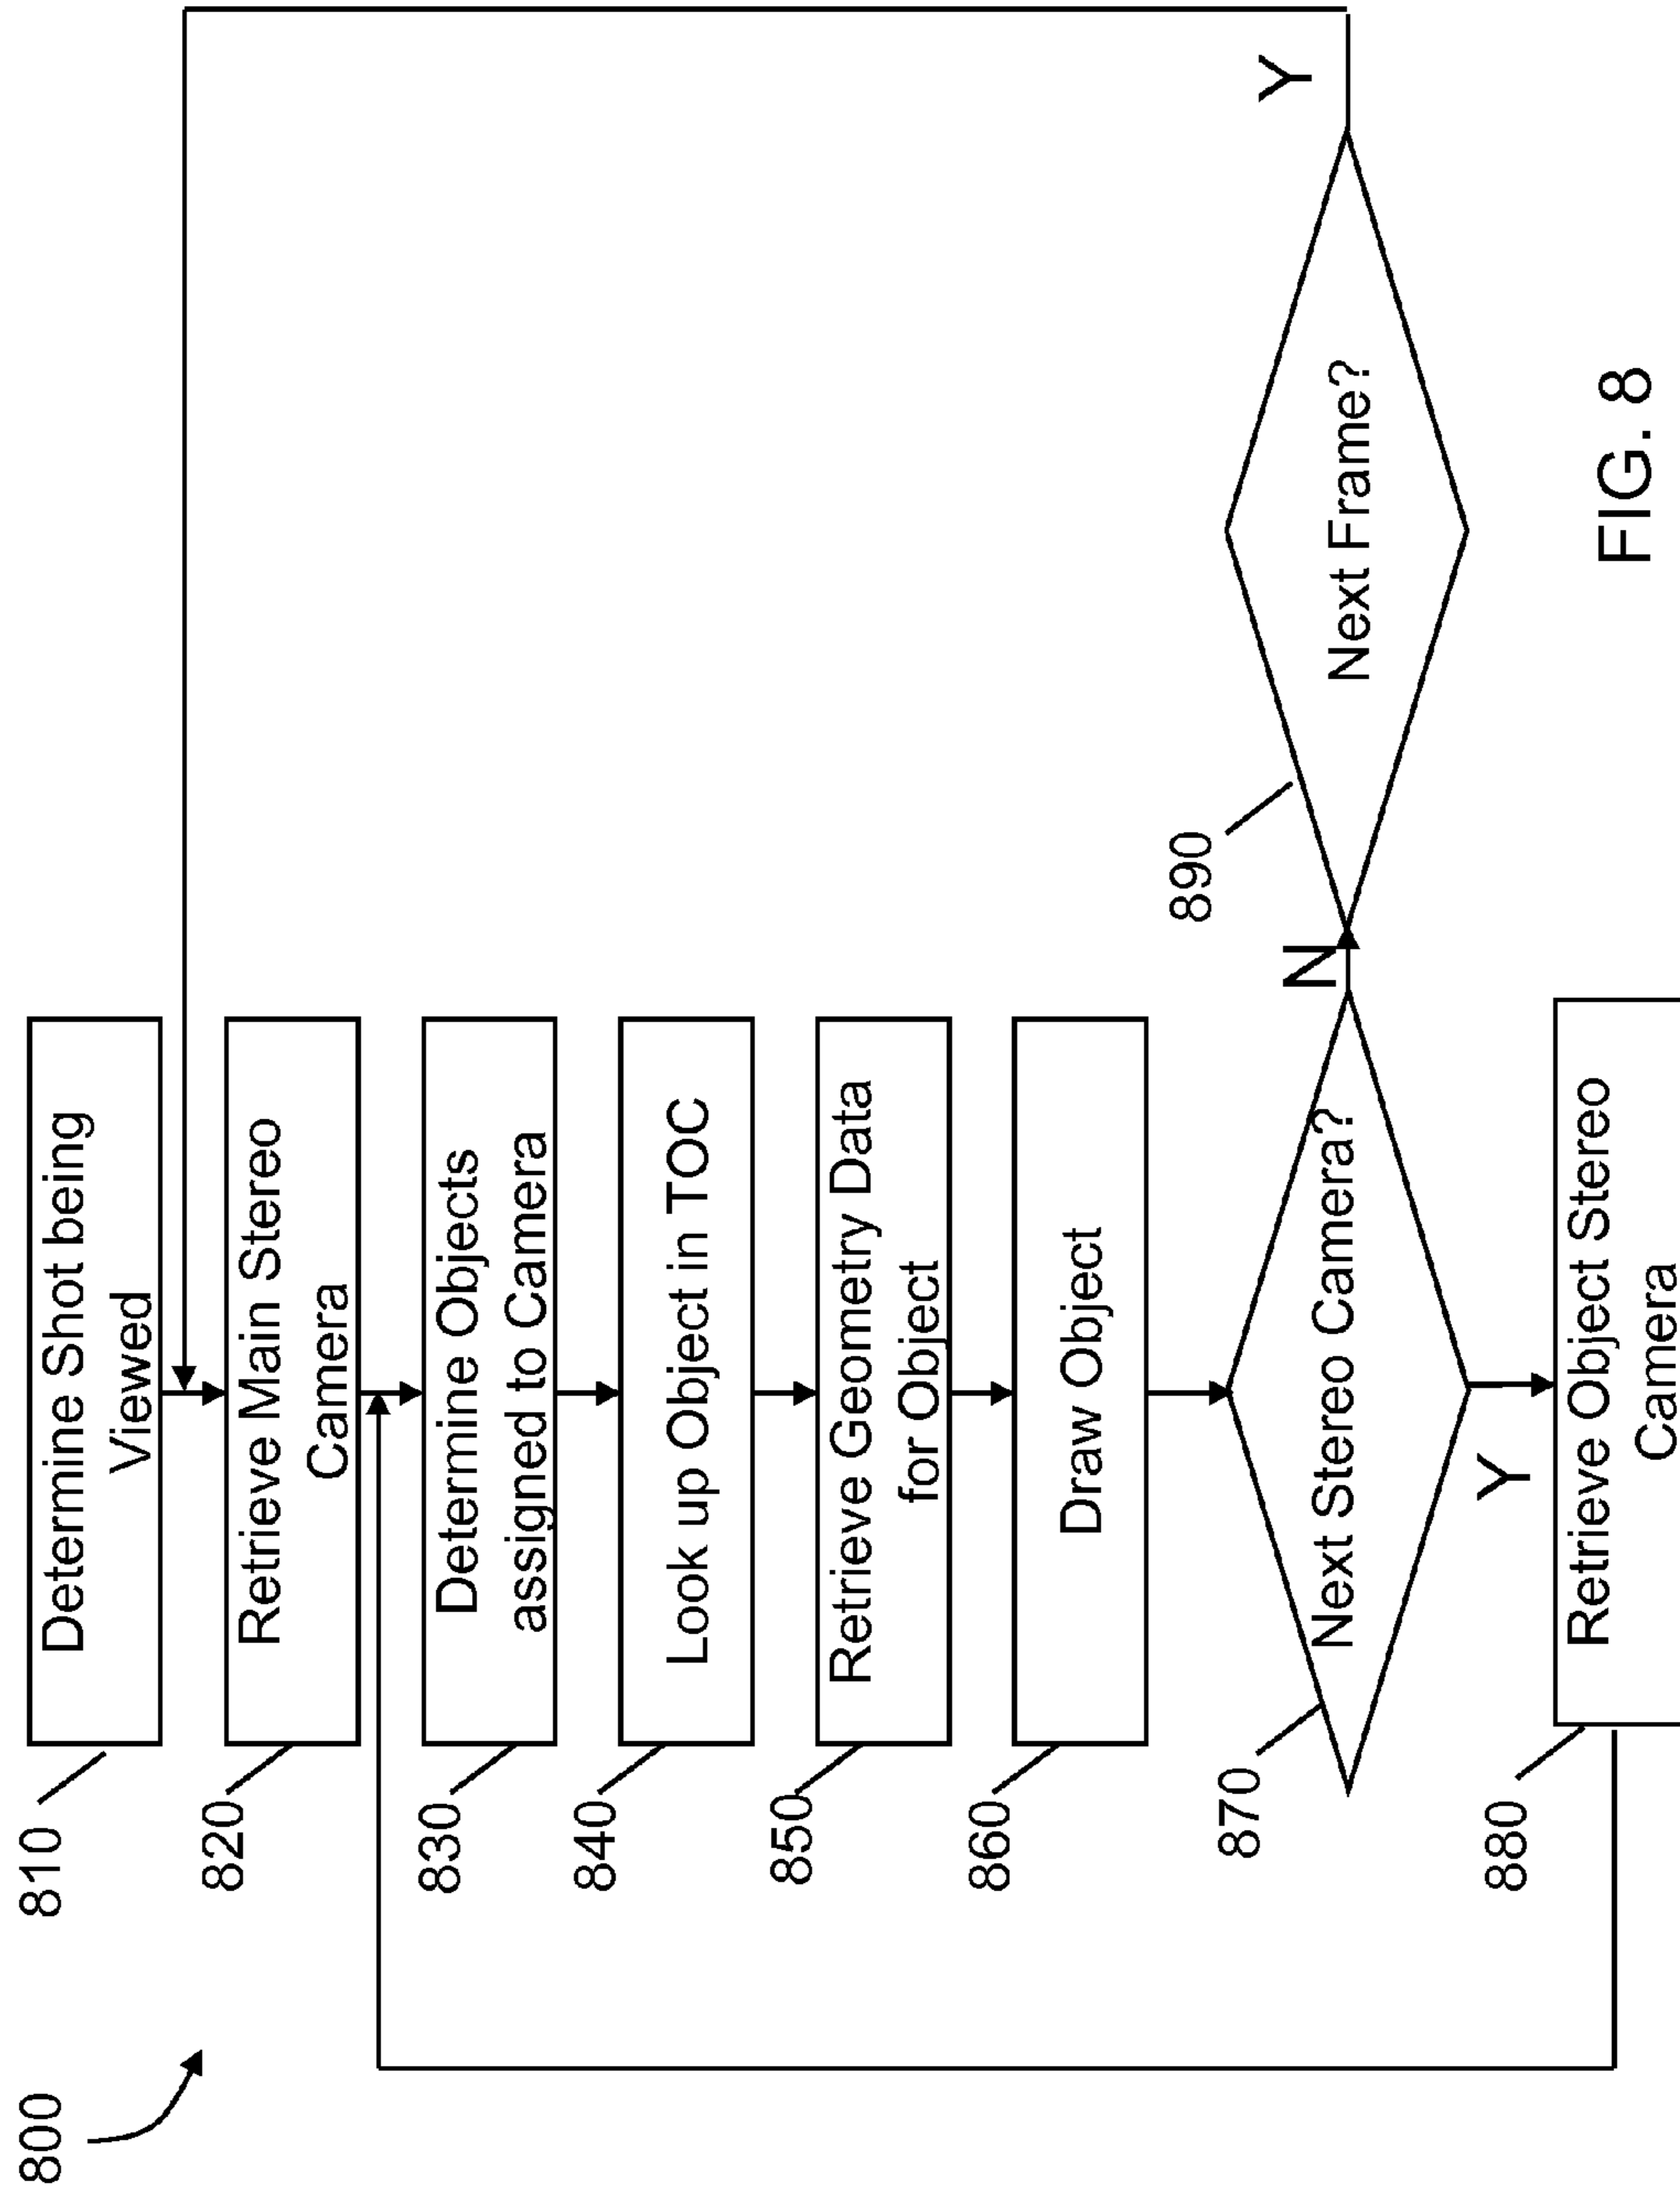 800
810
Determine Shot being
Viewed
820
Retrieve Main Stereo
Camera
830
Determine Objects
assigned to Camera
840
Look up Object in TOC
850
Retrieve Geometry Data
for Object
860
Draw Object
870
Next Stereo Camera?
N
890
Next Frame?
Y
Y
880
Retrieve Object Stereo
Camera
FIG. 8